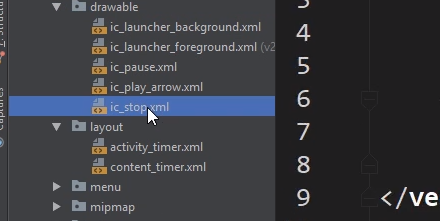 drawable
ic_launcher_background.xml
ic_launcher_foreground.xml (v2
ic_pause.xml
ic_play_arrow.xml
ic_stop.xml
layout
activity_timer.xml
content_timer.xml
menu
mipmap
Captures
4
5
6
7
8
9 </ve